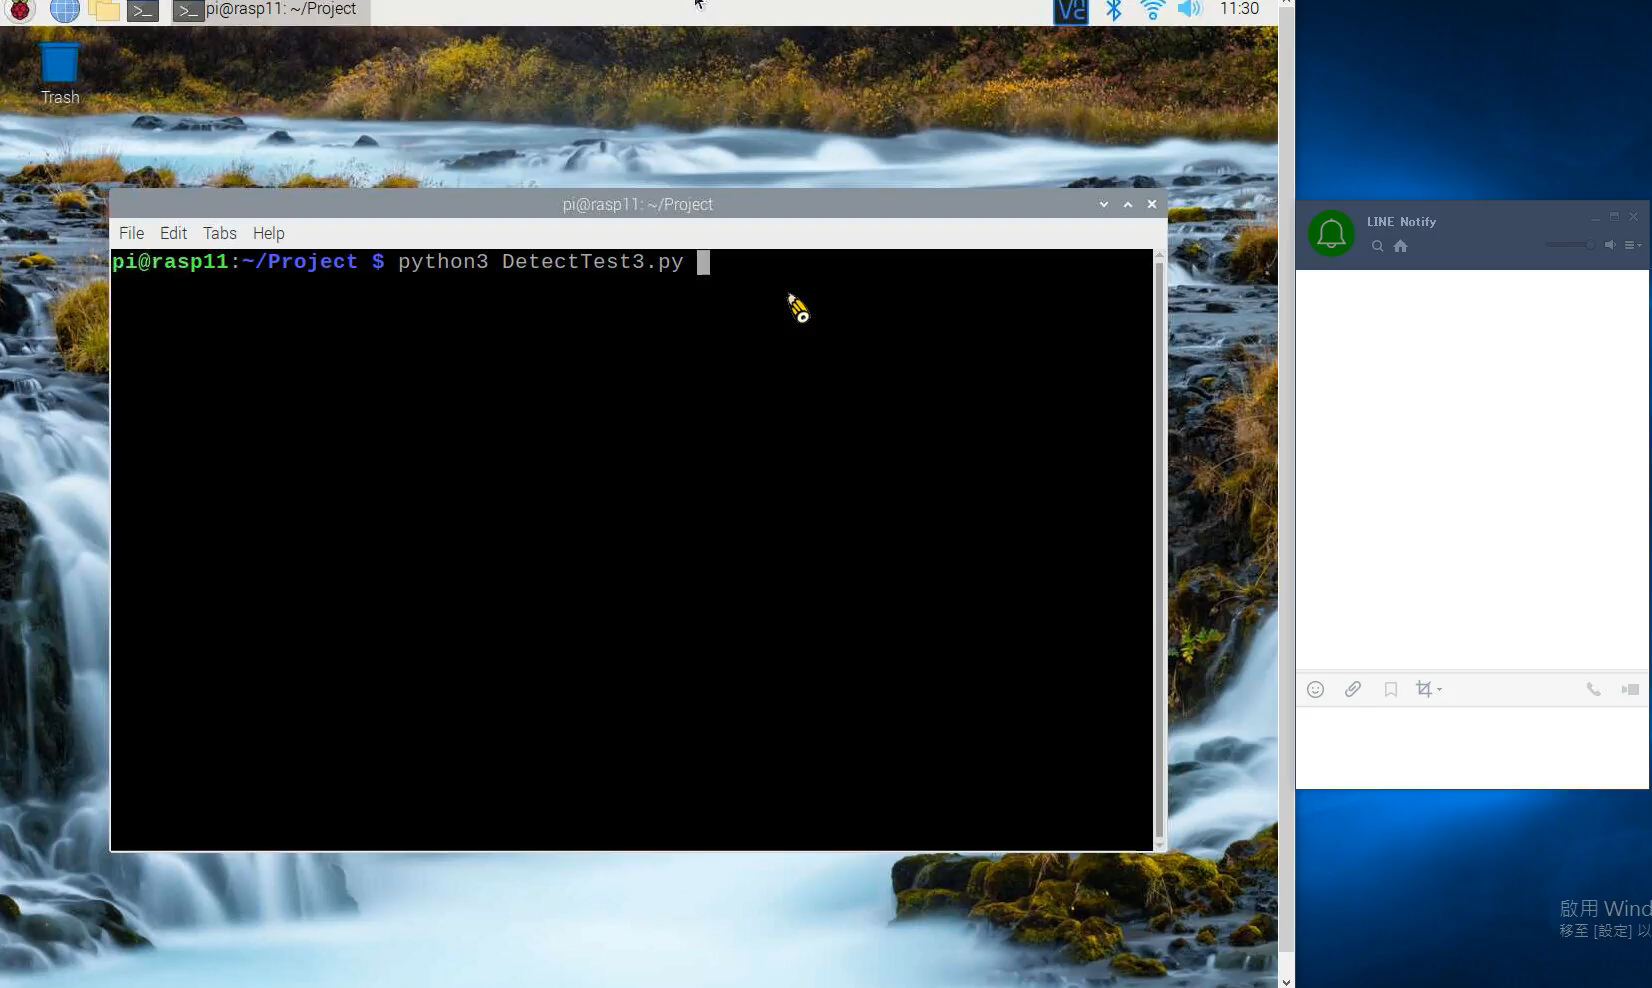 pi@rasp11: ~/Project
11:30
Trash
pi@rasp11: ~/Project
File Edit Tabs Help
pi@rasp11:~/Project $ python3 DetectTest3.py
LINE Notify
啟用 Wind
移至 [設定] 以